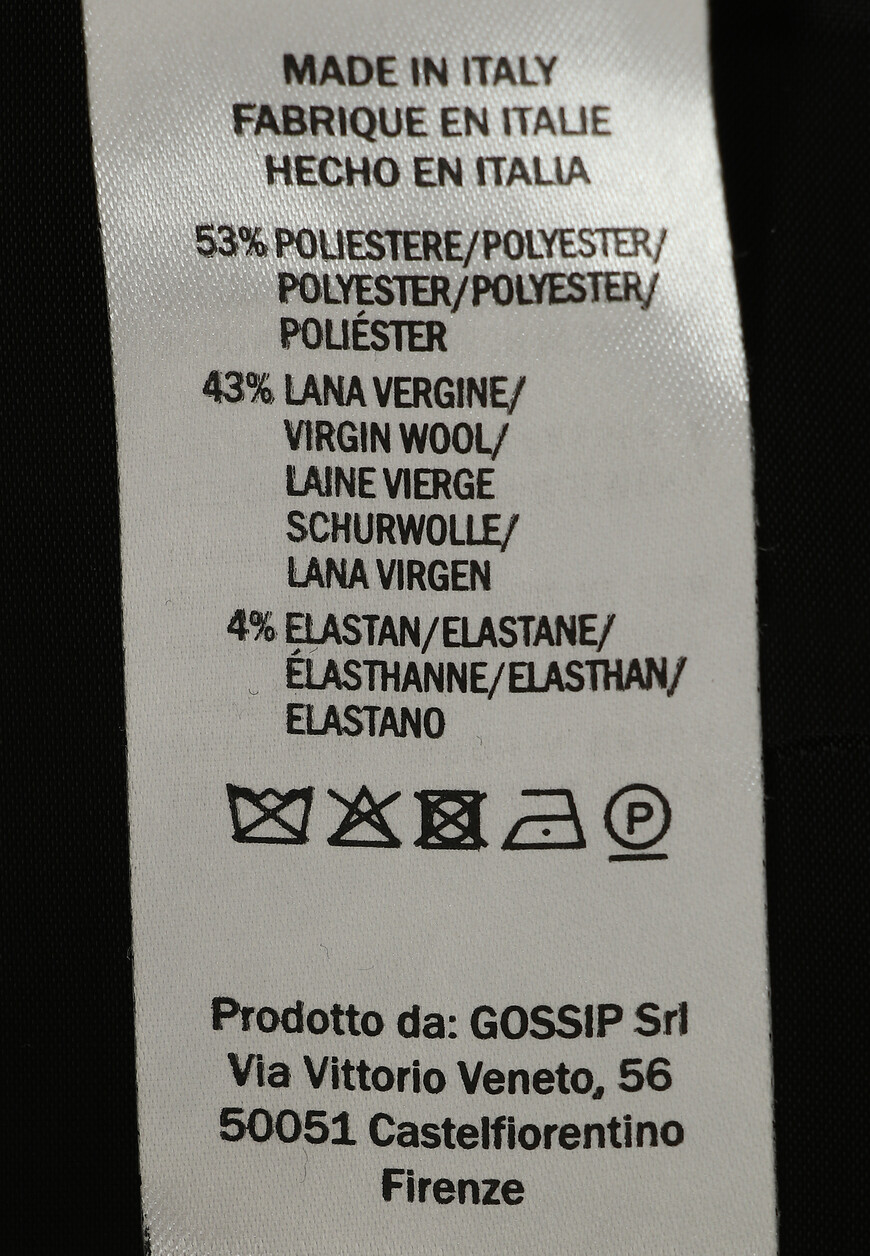 MADE IN ITALY
FABRIQUE EN ITALIE
HECHO EN ITALIA
53% POLIESTERE/POLYESTER/
POLYESTER/POLYESTER/
POLIÉSTER
43% LANA VERGINE/
VIRGIN WOOL/
LAINE VIERGE
SCHURWOLLE/
LANA VIRGEN
4% ELASTAN/ELASTANE/
ÉLASTHANNE/ELASTHAN/
ELASTANO
P
Prodotto da: GOSSIP Srl
Via Vittorio Veneto, 56
50051 Castelfiorentino
Firenze